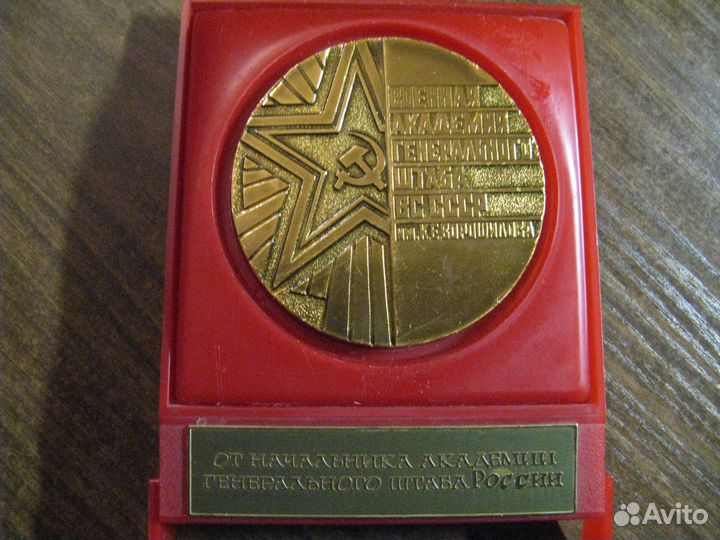 ВОЕННАЯ
АКАДЕМИЯ
ГЕНЕРАЛЬНОГО
ШТАБА
ВС СССР
ИМ. К.Е. ВОРОШИЛОВА
ОТ НАЧАЛЬНИКА АКАДЕМИИ
ГЕНЕРАЛЬНОГО ШТАБА РОССИИ
Avito